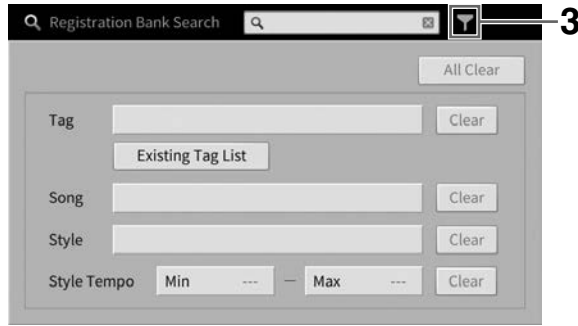 Registration Bank Search
3
All Clear
Tag Clear
Existing Tag List
Song Clear
Style Clear
Style Tempo Min --- – Max --- Clear